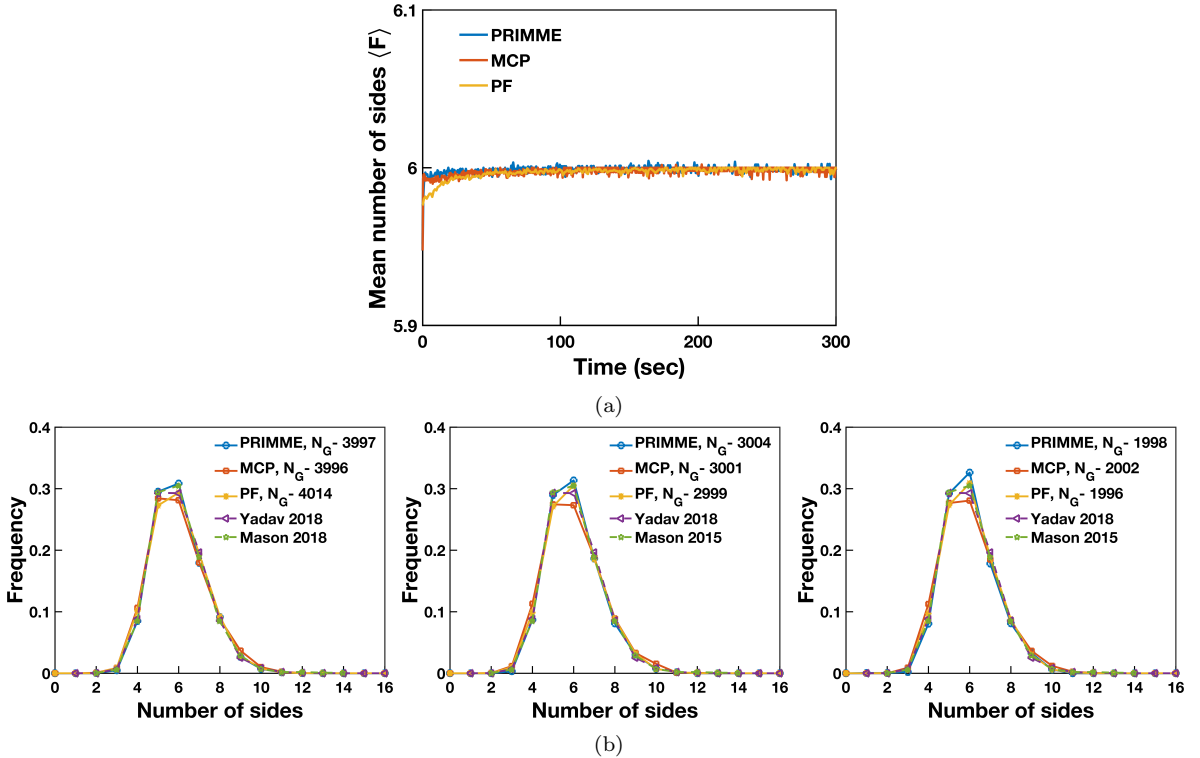 6.1
PRIMME
MCP
PF
Mean number of sides ⟨F⟩
6
5.9
0 100 200 300
Time (sec)
(a)
0.4
PRIMME, N_G- 3997
MCP, N_G- 3996
PF, N_G- 4014
Yadav 2018
Mason 2018
0.3
0.2
0.1
0
Frequency
0 2 4 6 8 10 12 14 16
Number of sides
0.4
PRIMME, N_G- 3004
MCP, N_G- 3001
PF, N_G- 2999
Yadav 2018
Mason 2015
0.3
0.2
0.1
0
Frequency
0 2 4 6 8 10 12 14 16
Number of sides
0.4
PRIMME, N_G- 1998
MCP, N_G- 2002
PF, N_G- 1996
Yadav 2018
Mason 2015
0.3
0.2
0.1
0
Frequency
0 2 4 6 8 10 12 14 16
Number of sides
(b)